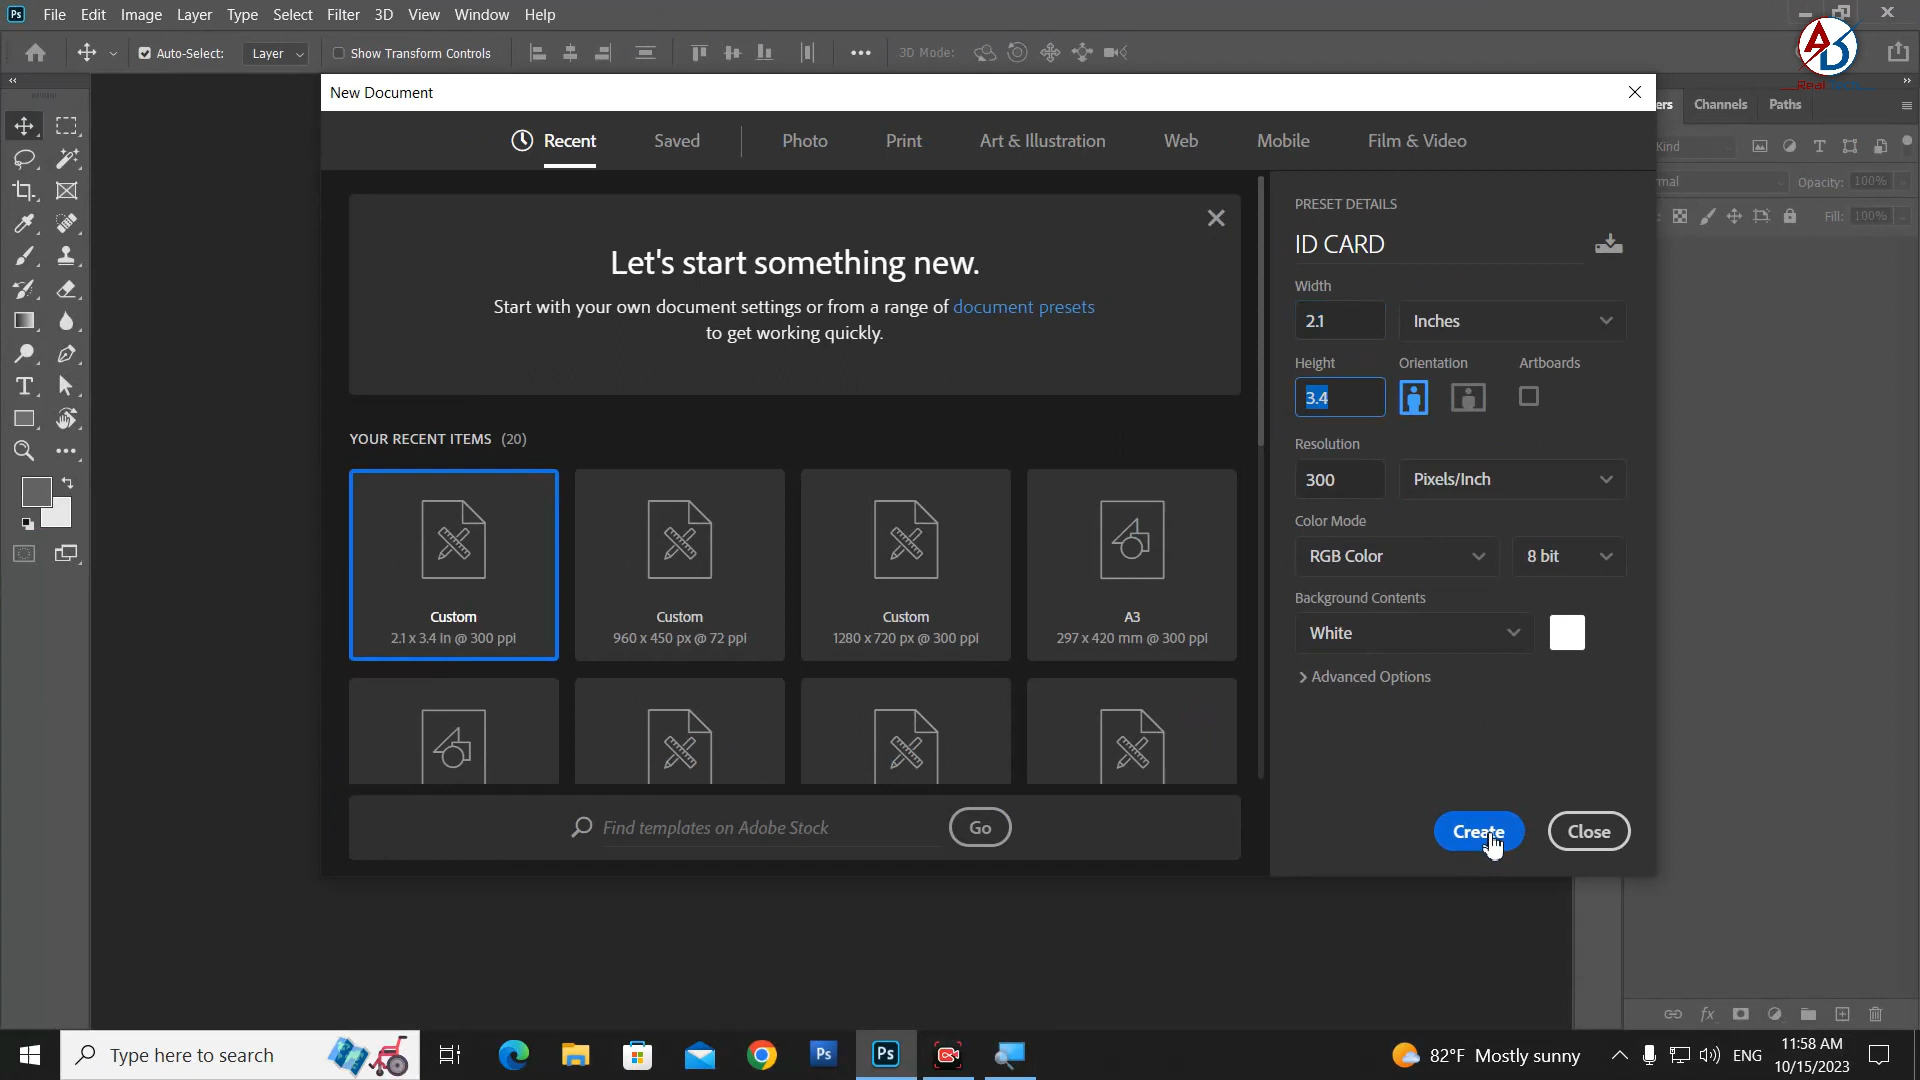 Ps File Edit Image Layer Type Select Filter 3D View Window Help
Auto-Select: Layer Show Transform Controls 3D Mode:
AD
New Document
Recent Saved Photo Print Art & Illustration Web Mobile Film & Video
ers Channels Paths
Kind
mal Opacity: 100%
Fill: 100%
Let's start something new.
Start with your own document settings or from a range of document presets
to get working quickly.
YOUR RECENT ITEMS (20)
Custom
2.1 x 3.4 in @ 300 ppi
Custom
960 x 450 px @ 72 ppi
Custom
1280 x 720 px @ 300 ppi
A3
297 x 420 mm @ 300 ppi
Find templates on Adobe Stock Go
PRESET DETAILS
ID CARD
Width
2.1 Inches
Height Orientation Artboards
3.4
Resolution
300 Pixels/Inch
Color Mode
RGB Color 8 bit
Background Contents
White
Advanced Options
Create Close
fx
Type here to search
Ps Ps
82°F Mostly sunny
ENG
11:58 AM
10/15/2023